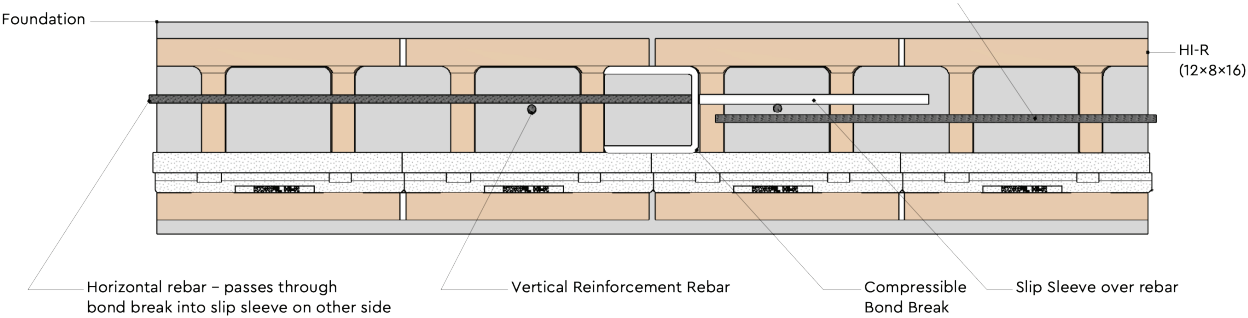 Foundation
HI-R
(12×8×16)
Horizontal rebar – passes through
bond break into slip sleeve on other side
Vertical Reinforcement Rebar
Compressible
Bond Break
Slip Sleeve over rebar